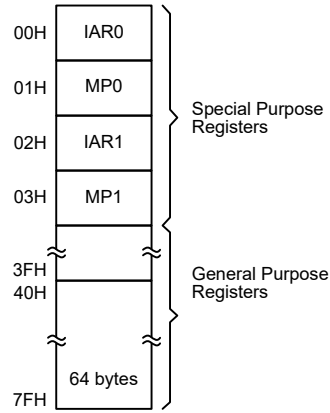 00H IAR0
01H MP0
Special Purpose
Registers
02H IAR1
03H MP1
3FH
General Purpose
Registers
40H
64 bytes
7FH